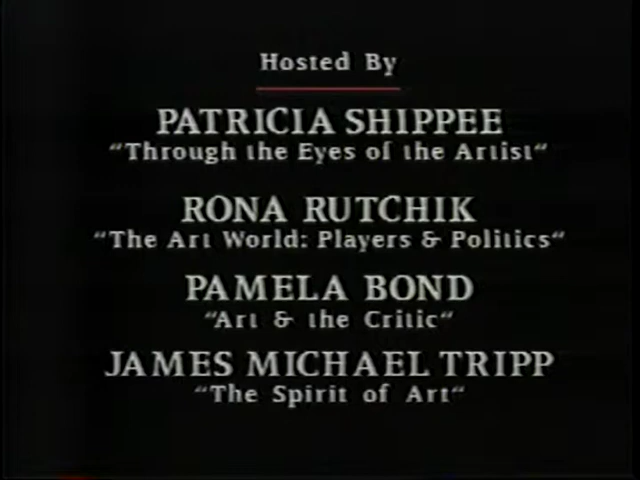 Hosted By
PATRICIA SHIPPEE
"Through the Eyes of the Artist"
RONA RUTCHIK
"The Art World: Players & Politics"
PAMELA BOND
"Art & the Critic"
JAMES MICHAEL TRIPP
"The Spirit of Art"